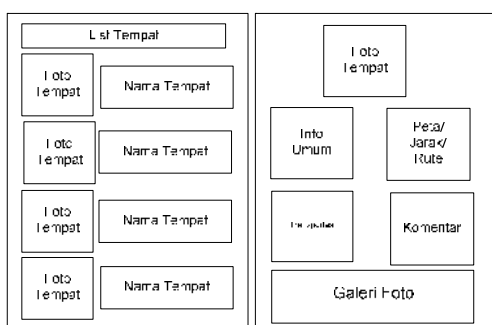 List Tempat
Foto
Tempat
Nama Tempat
Foto
Tempat
Nama Tempat
Foto
Tempat
Nama Tempat
Foto
Tempat
Nama Tempat
Foto
Tempat
Info
Umum
Peta/
Jarak/
Rute
Komentar
Galeri Foto